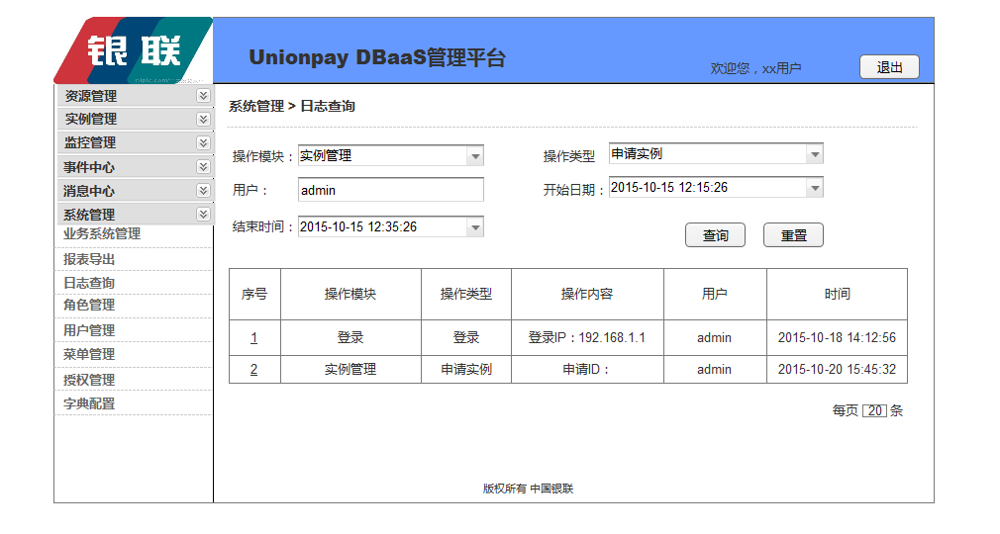 银联
Unionpay DBaaS管理平台
欢迎您，xx用户
退出
资源管理
实例管理
监控管理
事件中心
消息中心
系统管理
业务系统管理
报表导出
日志查询
角色管理
用户管理
菜单管理
授权管理
字典配置
系统管理 > 日志查询
操作模块： 实例管理 操作类型 申请实例
用户： admin 开始日期： 2015-10-15 12:15:26
结束时间： 2015-10-15 12:35:26 查询 重置
序号 操作模块 操作类型 操作内容 用户 时间
1 登录 登录 登录IP：192.168.1.1 admin 2015-10-18 14:12:56
2 实例管理 申请实例 申请ID： admin 2015-10-20 15:45:32
每页 20 条
版权所有 中国银联